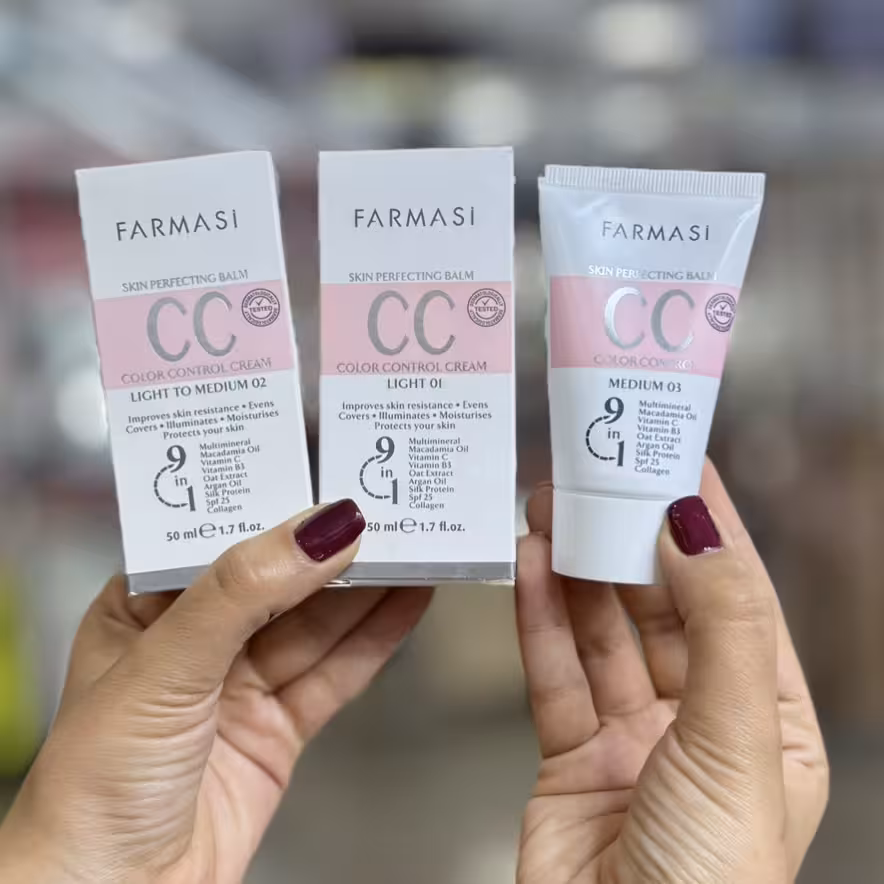 FARMASi
SKIN PERFECTING BALM
CC
TESTED
COLOR CONTROL CREAM
LIGHT TO MEDIUM 02
Improves skin resistance • Evens
Covers • Illuminates • Moisturises
Protects your skin
9 in 1
Multimineral
Macadamia Oil
Vitamin C
Vitamin B3
Oat Extract
Argan Oil
Silk Protein
Spf 25
Collagen
50 ml e 1.7 fl.oz.
FARMASi
SKIN PERFECTING BALM
CC
TESTED
COLOR CONTROL CREAM
LIGHT 01
Improves skin resistance • Evens
Covers • Illuminates • Moisturises
Protects your skin
9 in 1
Multimineral
Macadamia Oil
Vitamin C
Vitamin B3
Oat Extract
Argan Oil
Silk Protein
Spf 25
Collagen
50 ml e 1.7 fl.oz.
FARMASi
SKIN PERFECTING BALM
CC
TESTED
COLOR CONTROL
MEDIUM 03
9 in 1
Multimineral
Macadamia Oil
Vitamin C
Vitamin B3
Oat Extract
Argan Oil
Silk Protein
Spf 25
Collagen